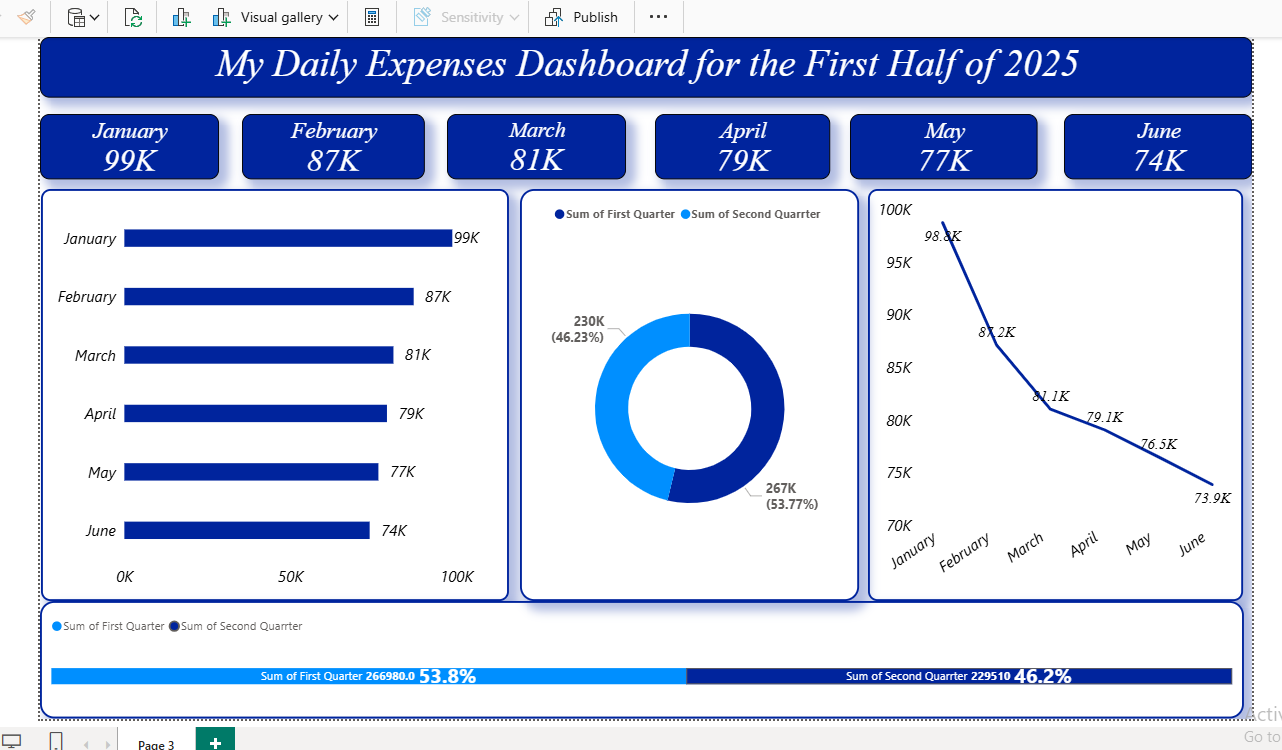 Visual gallery
Sensitivity
Publish
My Daily Expenses Dashboard for the First Half of 2025
January
99K
February
87K
March
81K
April
79K
May
77K
June
74K
January 99K
February 87K
March 81K
April 79K
May 77K
June 74K
0K 50K 100K
Sum of First Quarter Sum of Second Quarrter
230K
(46.23%)
267K
(53.77%)
100K
95K
90K
85K
80K
75K
70K
98.8K
87.2K
81.1K
79.1K
76.5K
73.9K
January February March April May June
Sum of First Quarter Sum of Second Quarrter
Sum of First Quarter 266980.0 53.8% Sum of Second Quarrter 229510 46.2%
Go to
Page 3